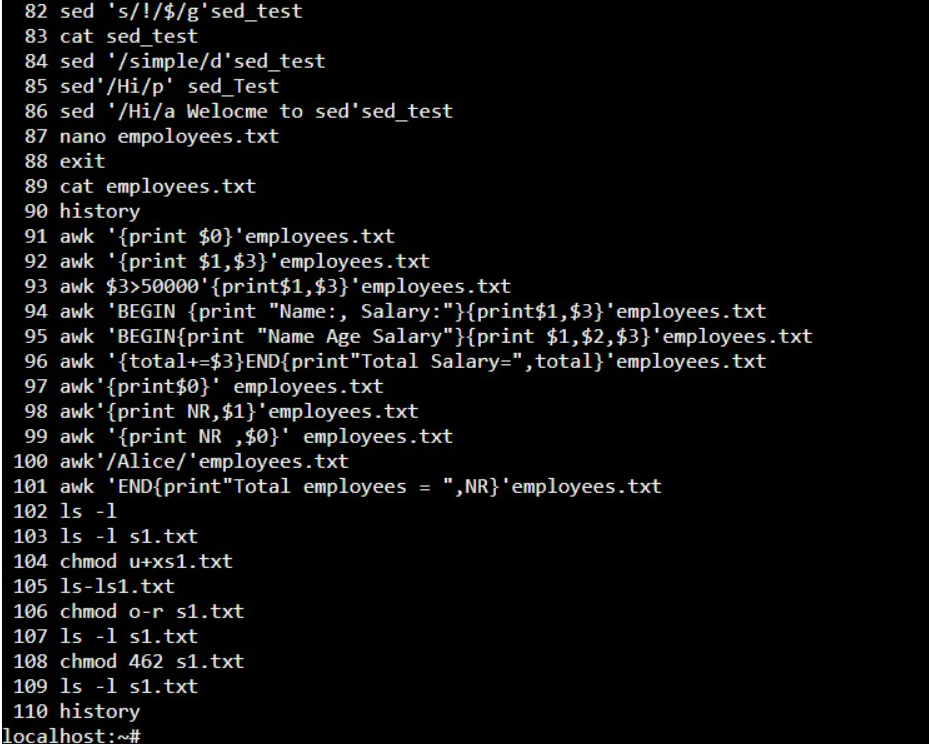 82 sed 's/!/$/g'sed_test
83 cat sed_test
84 sed '/simple/d'sed_test
85 sed'/Hi/p' sed_Test
86 sed '/Hi/a Welocme to sed'sed_test
87 nano empoloyees.txt
88 exit
89 cat employees.txt
90 history
91 awk '{print $0}'employees.txt
92 awk '{print $1,$3}'employees.txt
93 awk $3>50000'{print$1,$3}'employees.txt
94 awk 'BEGIN {print "Name:, Salary:"}{print$1,$3}'employees.txt
95 awk 'BEGIN{print "Name Age Salary"}{print $1,$2,$3}'employees.txt
96 awk '{total+=$3}END{print"Total Salary=",total}'employees.txt
97 awk'{print$0}' employees.txt
98 awk'{print NR,$1}'employees.txt
99 awk '{print NR ,$0}' employees.txt
100 awk'/Alice/'employees.txt
101 awk 'END{print"Total employees = ",NR}'employees.txt
102 ls -l
103 ls -l s1.txt
104 chmod u+xs1.txt
105 ls-ls1.txt
106 chmod o-r s1.txt
107 ls -l s1.txt
108 chmod 462 s1.txt
109 ls -l s1.txt
110 history
localhost:~#